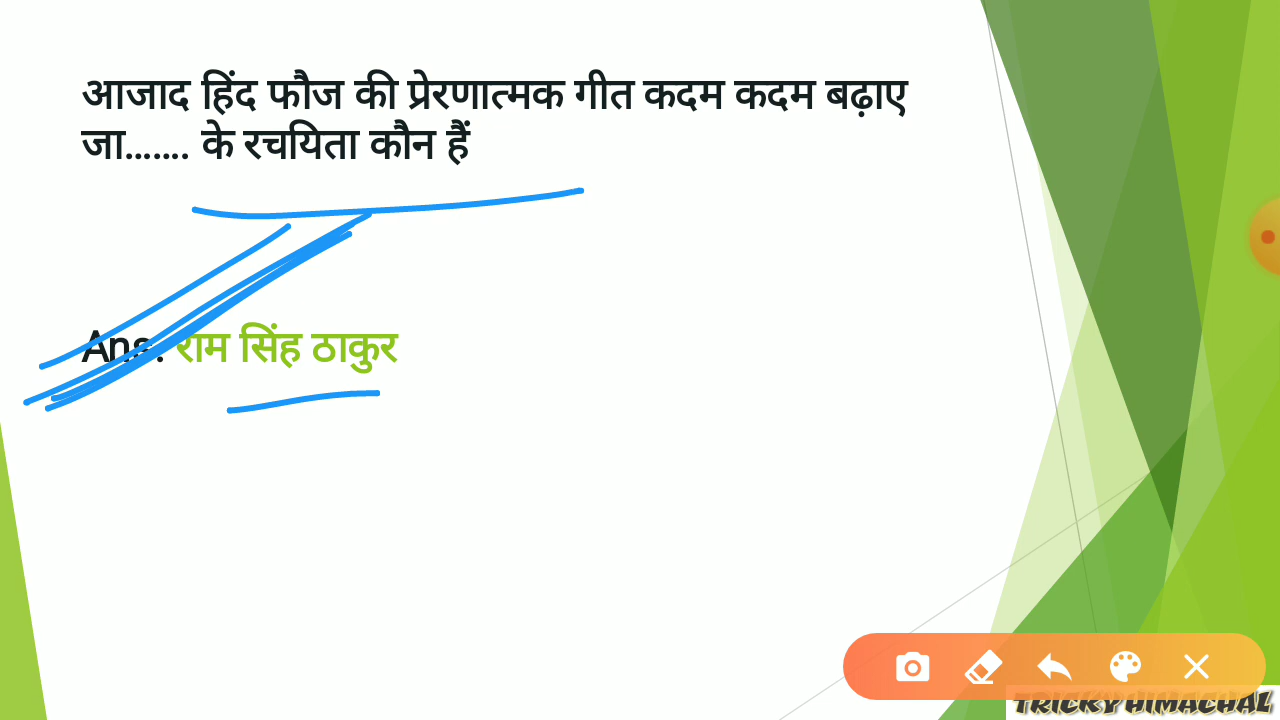 आजाद हिंद फौज की प्रेरणात्मक गीत कदम कदम बढ़ाए
जा....... के रचयिता कौन हैं
Ans. राम सिंह ठाकुर
TRICKY HIMACHAL